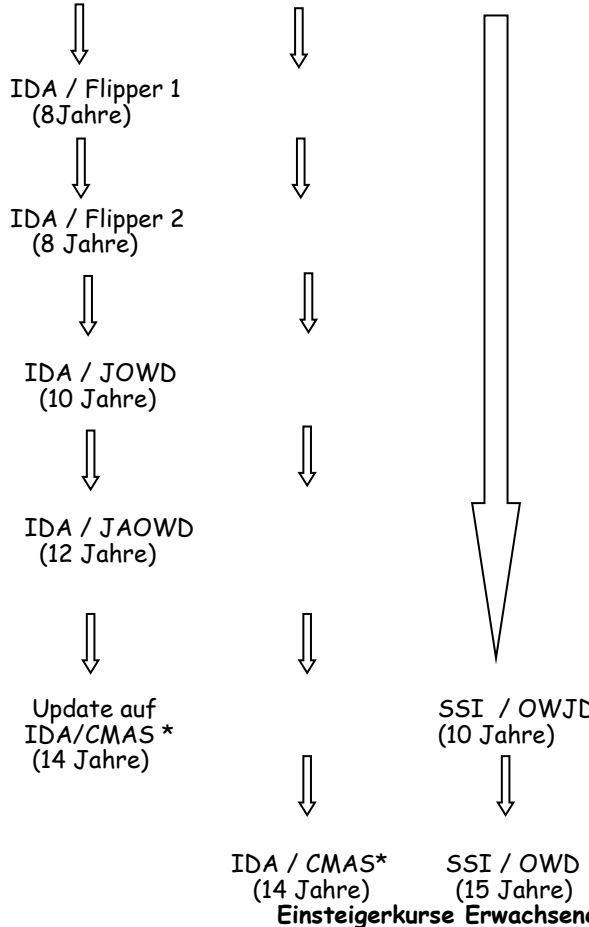 IDA / Flipper 1
(8Jahre)
IDA / Flipper 2
(8 Jahre)
IDA / JOWD
(10 Jahre)
IDA / JAOWD
(12 Jahre)
Update auf
IDA/CMAS *
(14 Jahre)
SSI / OWJD
(10 Jahre)
IDA / CMAS*
(14 Jahre)
SSI / OWD
(15 Jahre)
Einsteigerkurse Erwachsene